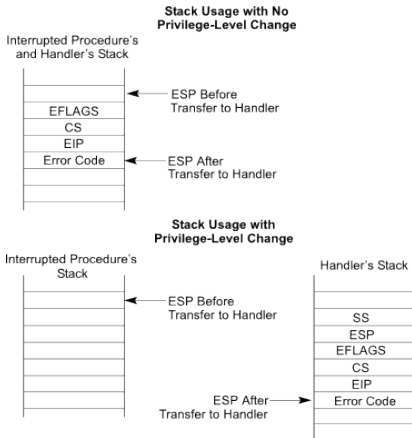 Stack Usage with No
Privilege-Level Change
Interrupted Procedure's
and Handler's Stack
ESP Before
Transfer to Handler
EFLAGS
CS
EIP
Error Code
ESP After
Transfer to Handler
Stack Usage with
Privilege-Level Change
Interrupted Procedure's
Stack
Handler's Stack
ESP Before
Transfer to Handler
SS
ESP
EFLAGS
CS
EIP
ESP After
Transfer to Handler
Error Code